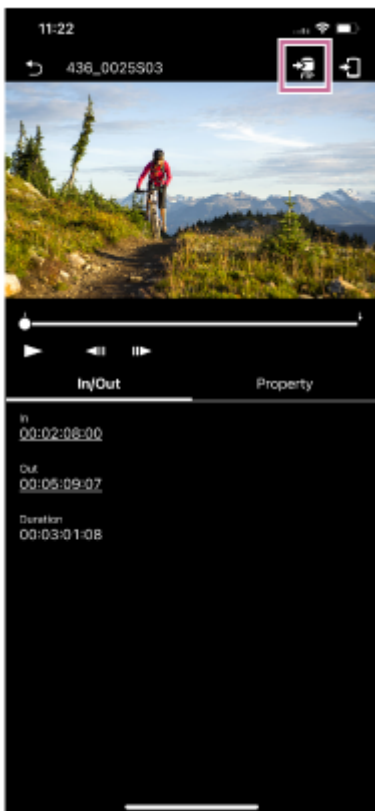 11:22
436_0025S03
FTP
In/Out Property
In
00:02:08:00
Out
00:05:09:07
Duration
00:03:01:08